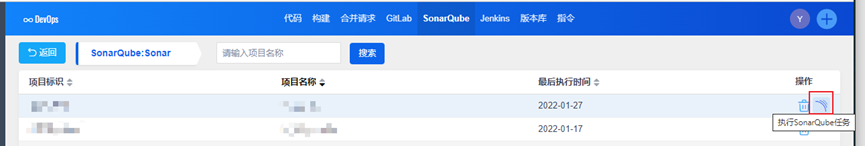 DevOps 代码 构建 合并请求 GitLab SonarQube Jenkins 版本库 指令 Y
返回 SonarQube:Sonar 请输入项目名称 搜索
项目标识 项目名称 最后执行时间 操作
2022-01-27
执行SonarQube任务
2022-01-17